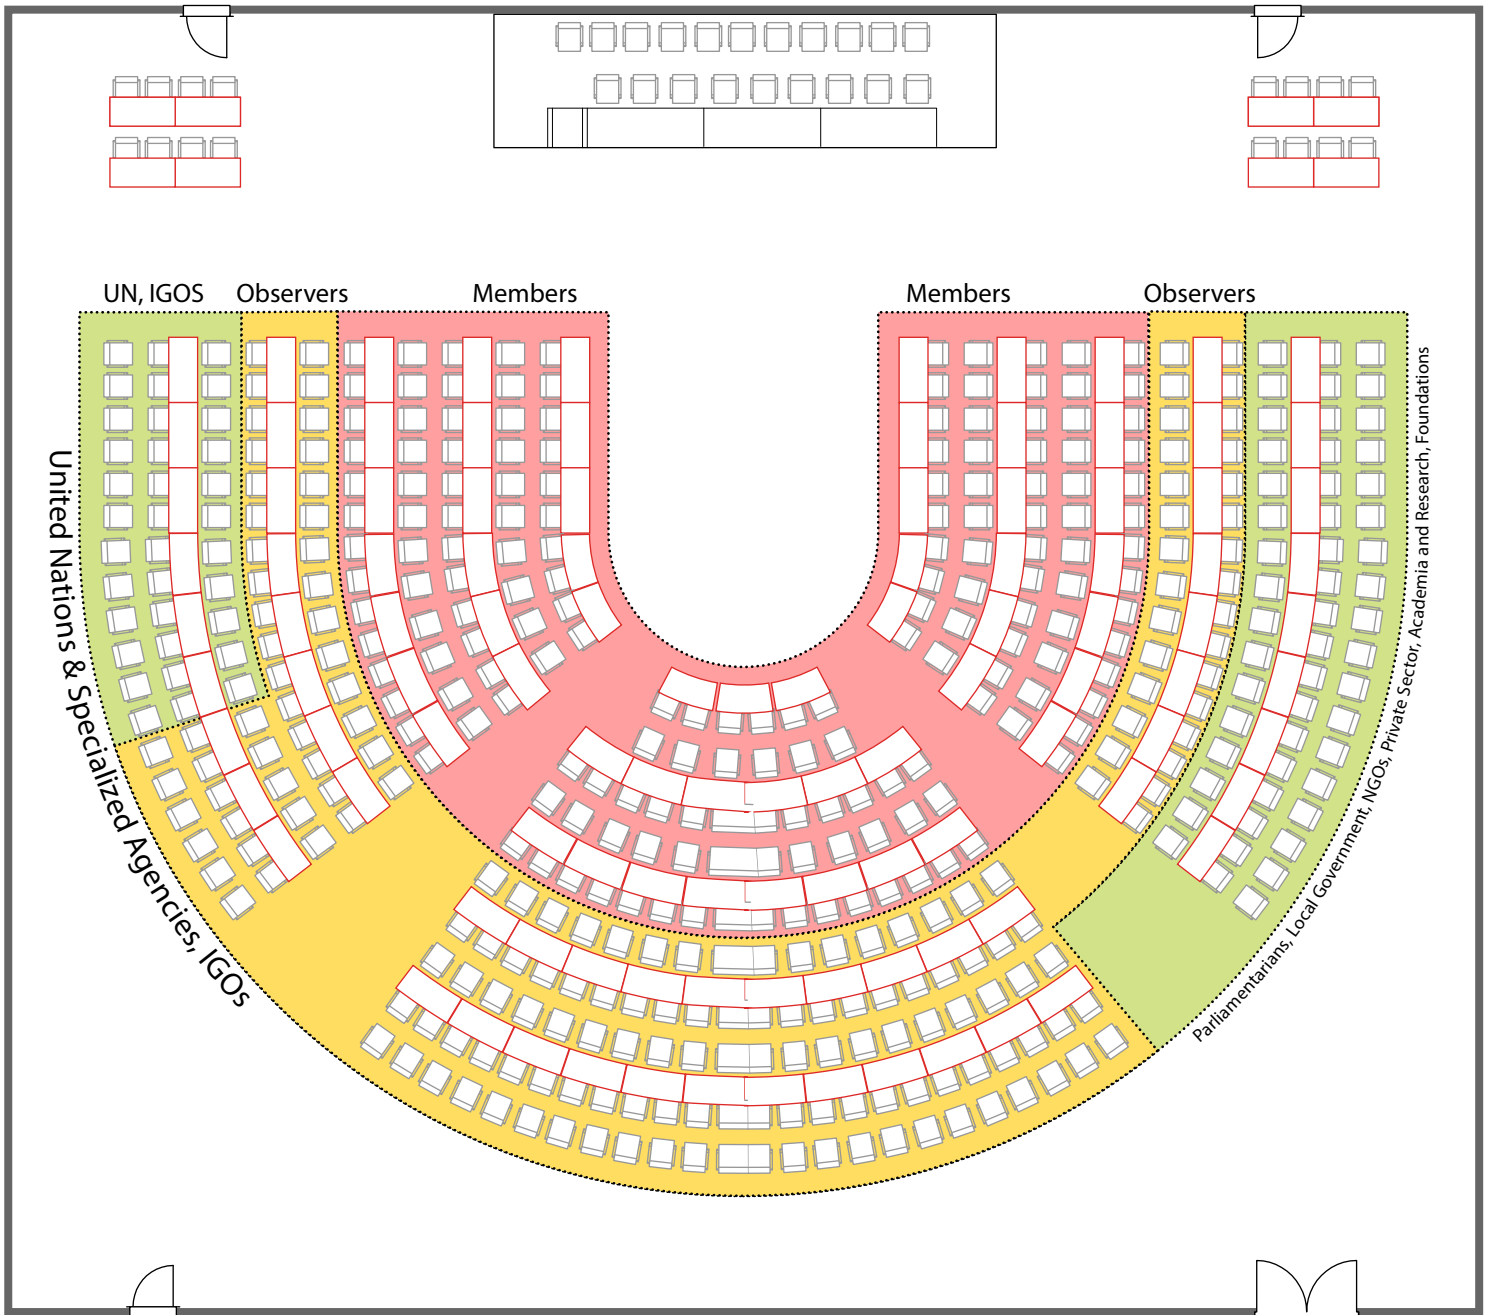 UN, IGOS
Observers
Members
Members
Observers
United Nations & Specialized Agencies, IGOs
Parliamentarians, Local Government, NGOs, Private Sector, Academia and Research, Foundations